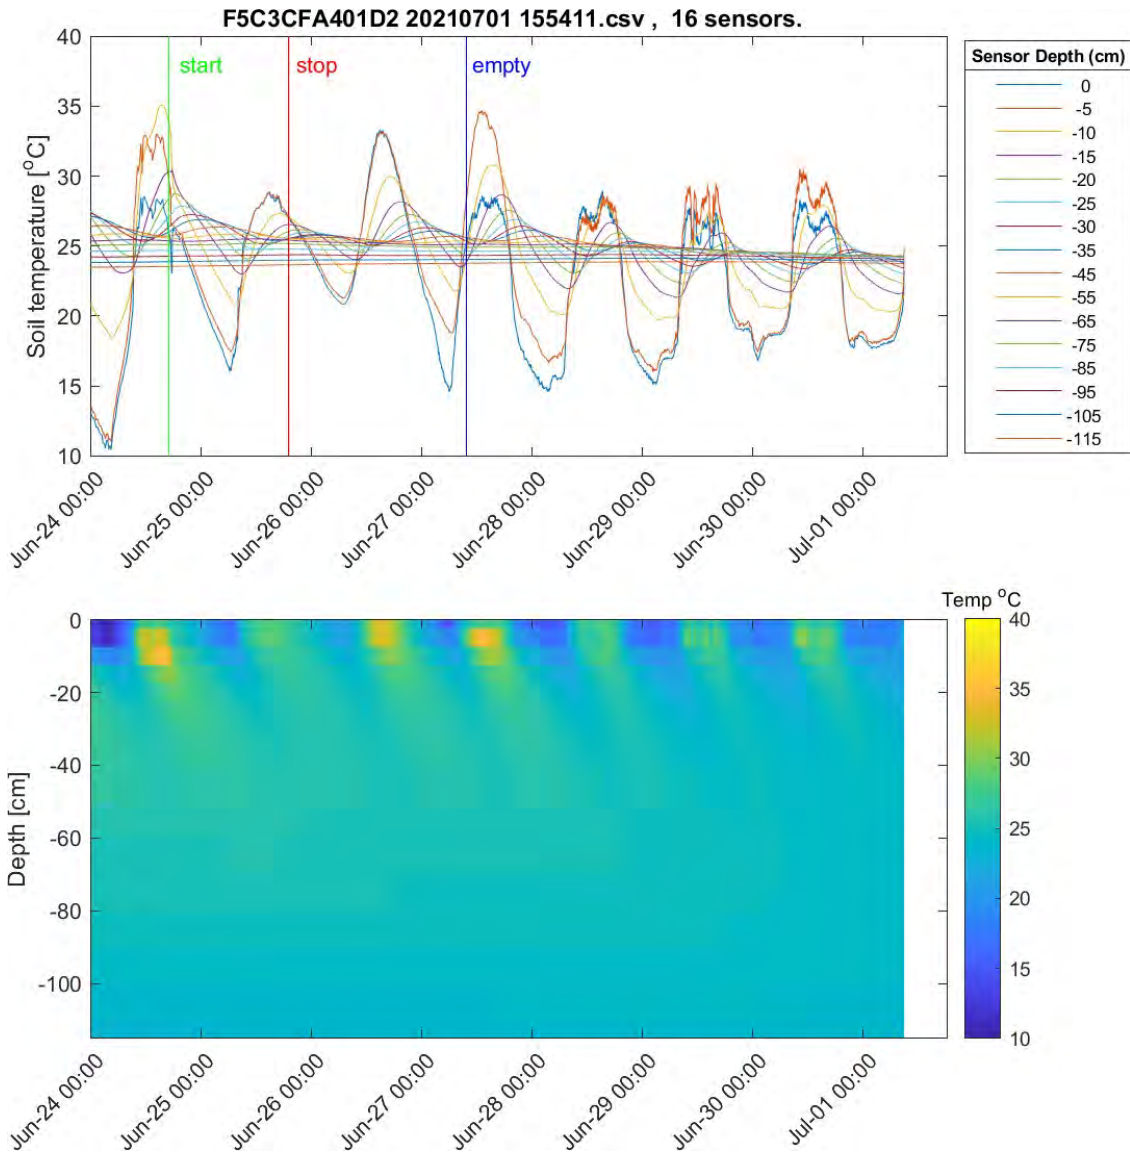 F5C3CFA401D2 20210701 155411.csv ,  16 sensors.
40
35
30
25
20
15
10
Soil temperature [°C]
start
stop
empty
Jun-24 00:00
Jun-25 00:00
Jun-26 00:00
Jun-27 00:00
Jun-28 00:00
Jun-29 00:00
Jun-30 00:00
Jul-01 00:00
Sensor Depth (cm)
0
-5
-10
-15
-20
-25
-30
-35
-45
-55
-65
-75
-85
-95
-105
-115
0
-20
-40
-60
-80
-100
Depth [cm]
Jun-24 00:00
Jun-25 00:00
Jun-26 00:00
Jun-27 00:00
Jun-28 00:00
Jun-29 00:00
Jun-30 00:00
Jul-01 00:00
Temp °C
40
35
30
25
20
15
10